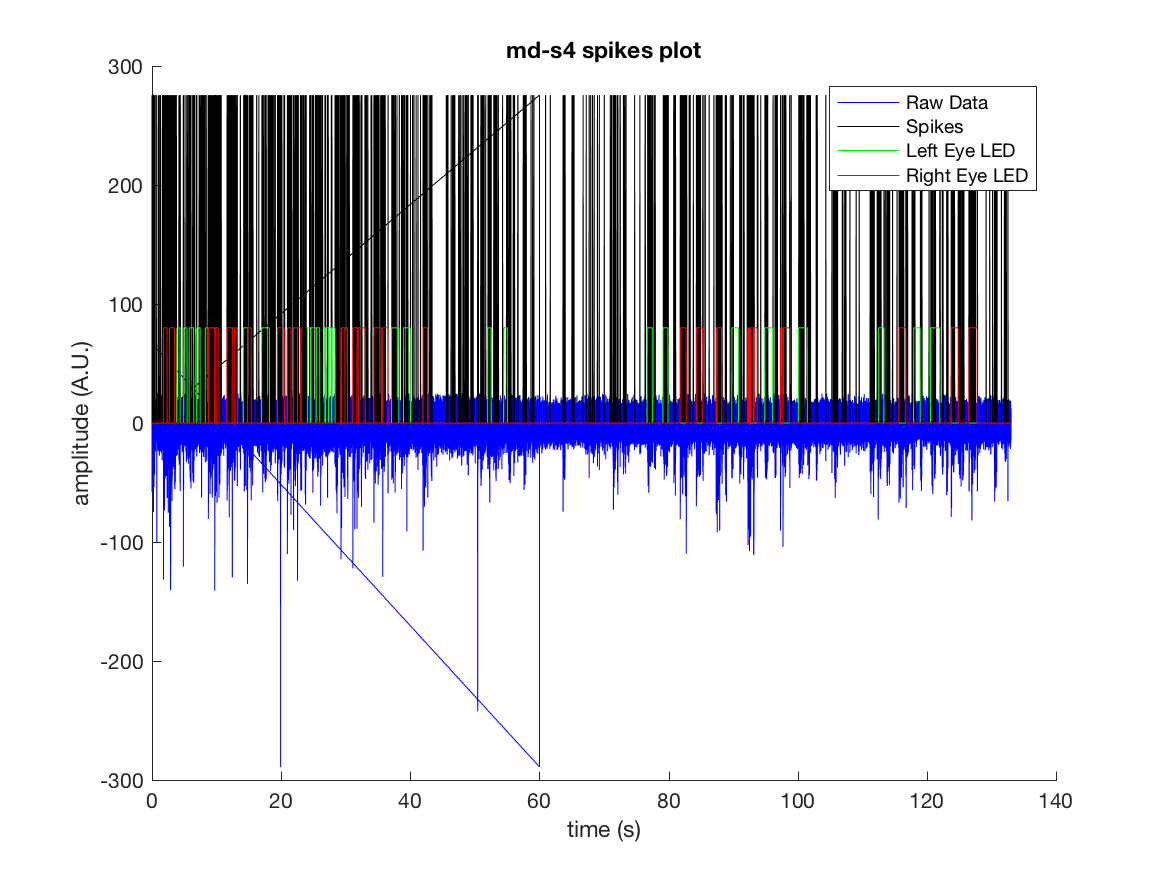 md-s4 spikes plot
300
200
100
0
-100
-200
-300
amplitude (A.U.)
Raw Data
Spikes
Left Eye LED
Right Eye LED
0 20 40 60 80 100 120 140
time (s)